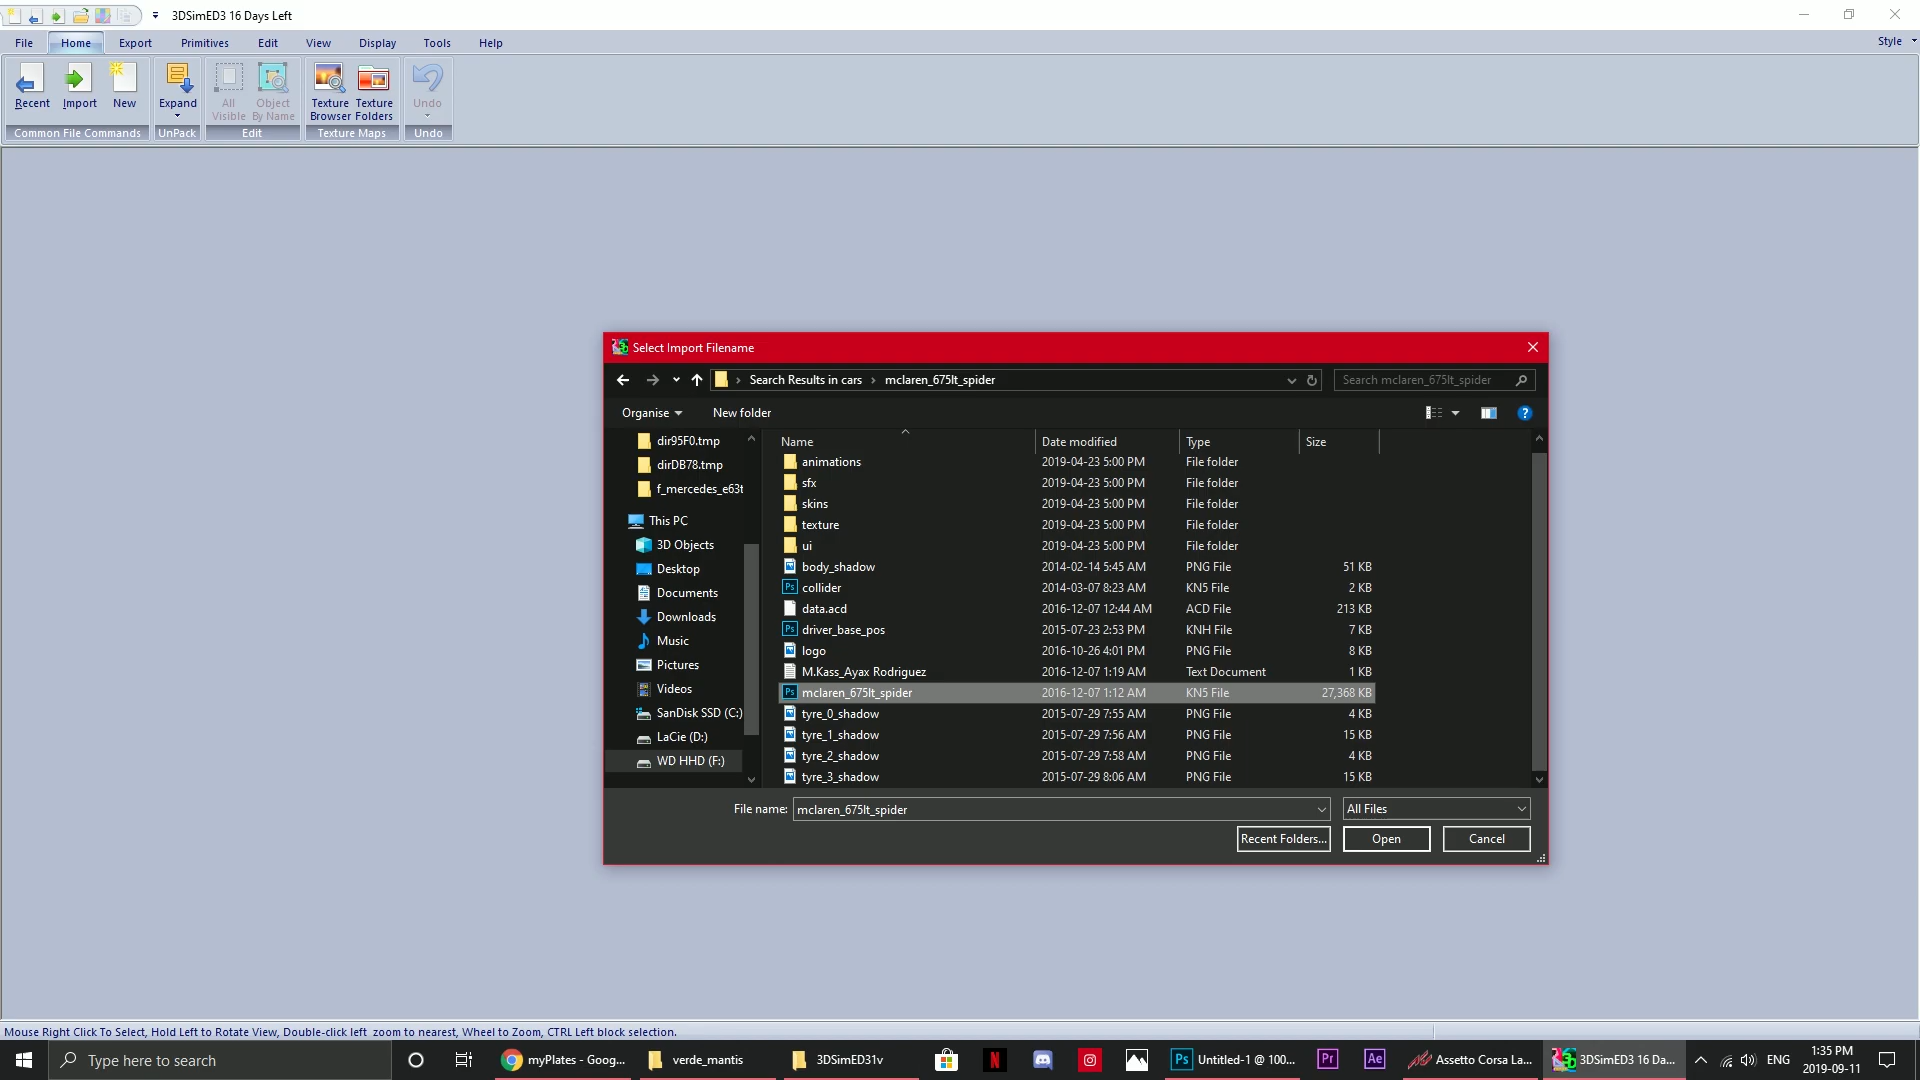 3DSimED3 16 Days Left
File Home Export Primitives Edit View Display Tools Help Style
Recent Import New Expand All Visible Object By Name Texture Browser Texture Folders Undo
Common File Commands UnPack Edit Texture Maps Undo
Select Import Filename
Search Results in cars › mclaren_675lt_spider Search mclaren_675lt_spider
Organise New folder
dir95F0.tmp
dirDB78.tmp
f_mercedes_e63t
This PC
3D Objects
Desktop
Documents
Downloads
Music
Pictures
Videos
SanDisk SSD (C:)
LaCie (D:)
WD HHD (F:)
Name Date modified Type Size
animations 2019-04-23 5:00 PM File folder
sfx 2019-04-23 5:00 PM File folder
skins 2019-04-23 5:00 PM File folder
texture 2019-04-23 5:00 PM File folder
ui 2019-04-23 5:00 PM File folder
body_shadow 2014-02-14 5:45 AM PNG File 51 KB
collider 2014-03-07 8:23 AM KN5 File 2 KB
data.acd 2016-12-07 12:44 AM ACD File 213 KB
driver_base_pos 2015-07-23 2:53 PM KNH File 7 KB
logo 2016-10-26 4:01 PM PNG File 8 KB
M.Kass_Ayax Rodriguez 2016-12-07 1:19 AM Text Document 1 KB
mclaren_675lt_spider 2016-12-07 1:12 AM KN5 File 27,368 KB
tyre_0_shadow 2015-07-29 7:55 AM PNG File 4 KB
tyre_1_shadow 2015-07-29 7:56 AM PNG File 15 KB
tyre_2_shadow 2015-07-29 7:58 AM PNG File 4 KB
tyre_3_shadow 2015-07-29 8:06 AM PNG File 15 KB
File name: mclaren_675lt_spider All Files
Recent Folders... Open Cancel
Mouse Right Click To Select, Hold Left to Rotate View, Double-click left zoom to nearest, Wheel to Zoom, CTRL Left block selection.
Type here to search myPlates - Goog... verde_mantis 3DSimED31v Ps Untitled-1 @ 100... Pr Ae Assetto Corsa La... 3DSimED3 16 Da... ENG 1:35 PM
2019-09-11